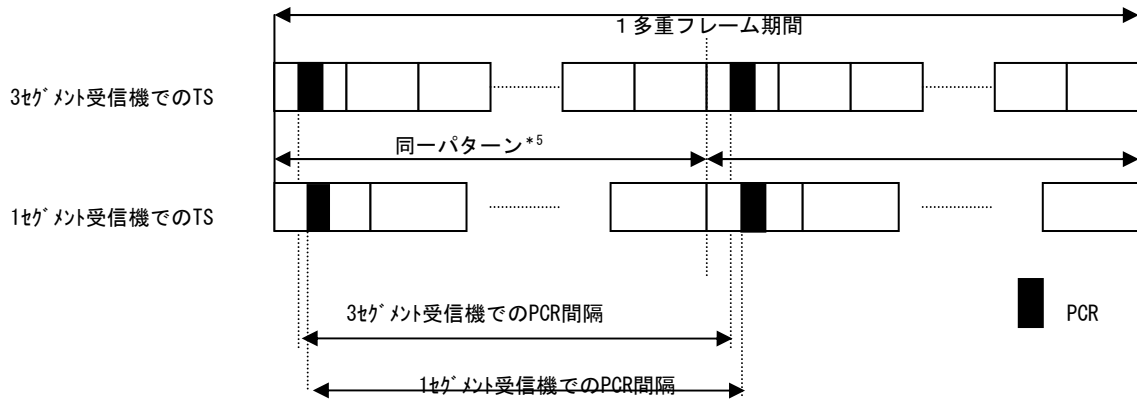 1多重フレーム期間
3ｾｸﾞﾒﾝﾄ受信機でのTS
同一パターン*5
1ｾｸﾞﾒﾝﾄ受信機でのTS
3ｾｸﾞﾒﾝﾄ受信機でのPCR間隔
PCR
1ｾｸﾞﾒﾝﾄ受信機でのPCR間隔